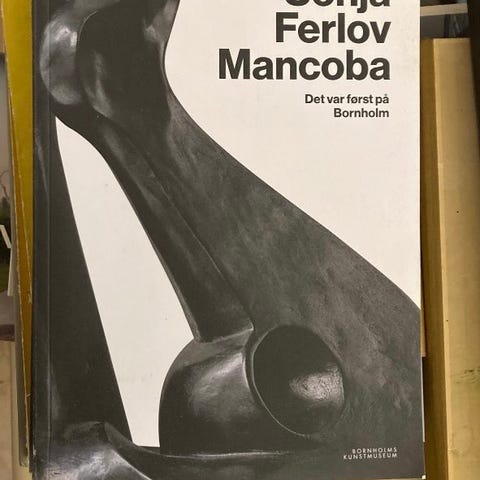 Sonja
Ferlov
Mancoba
Det var først på
Bornholm
BORNHOLMS
KUNSTMUSEUM